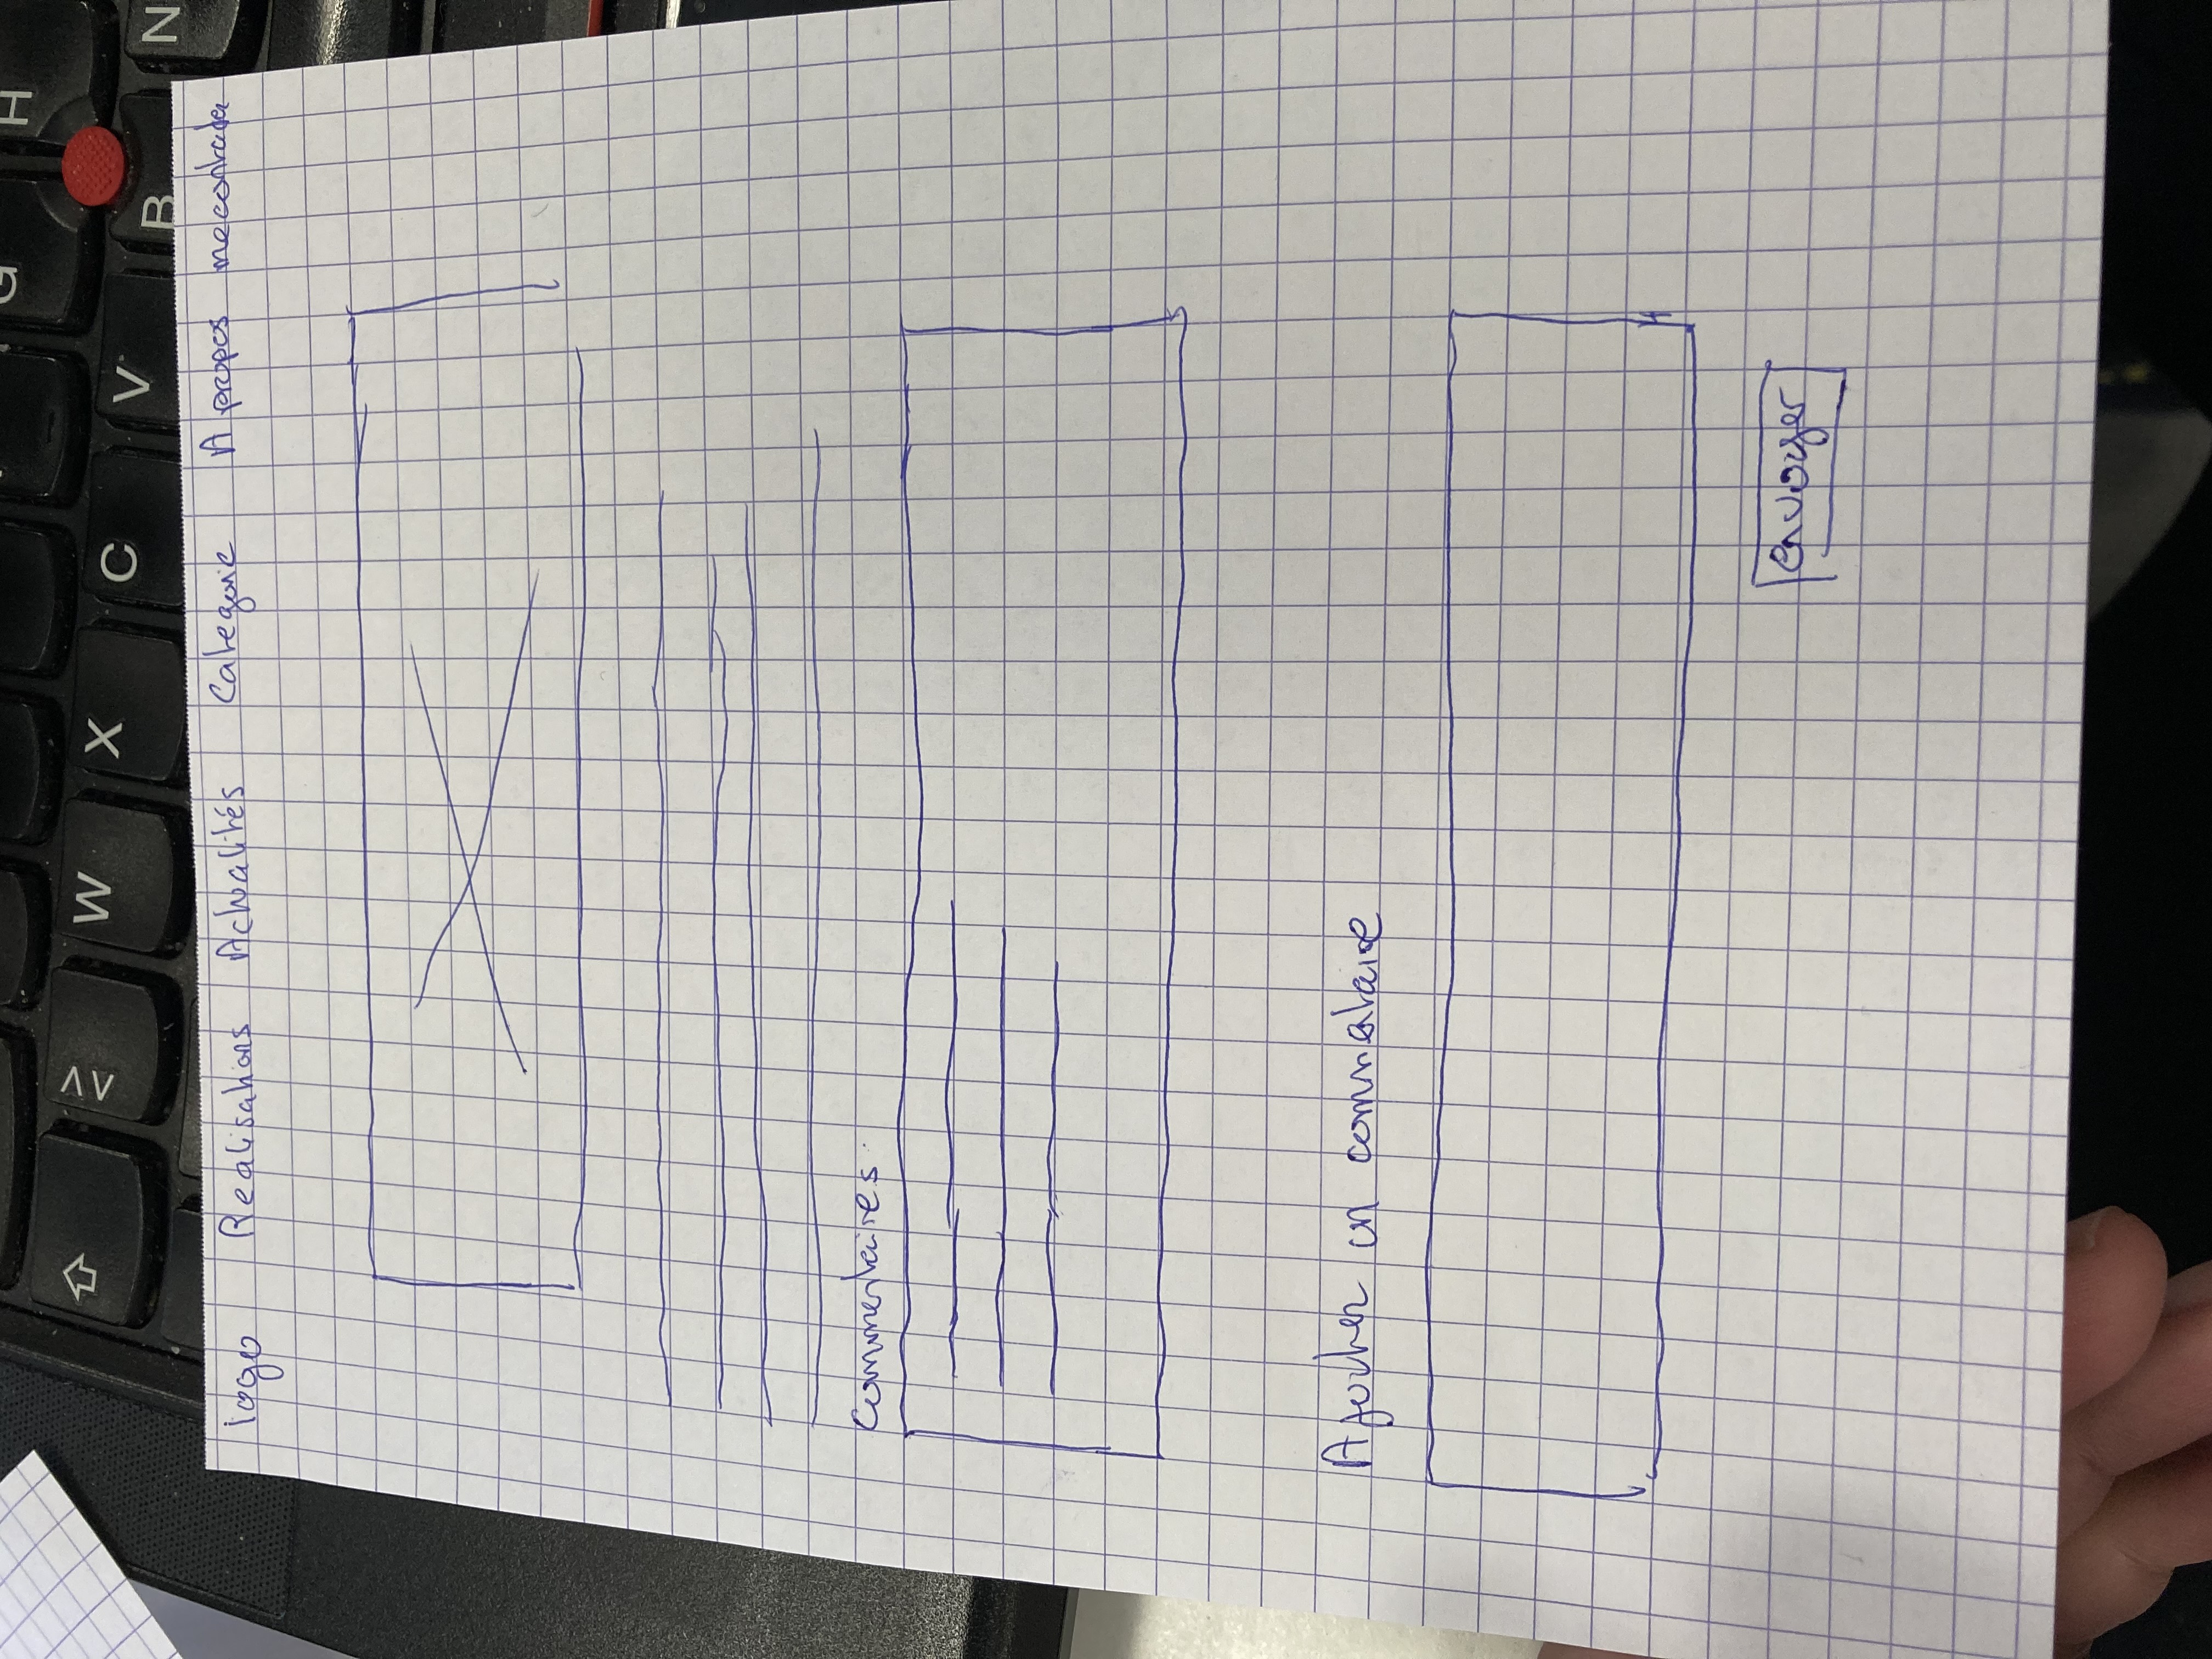 G H
> < W X C V B N
logo Realisations Actualités Categorie A propos me contacter
Commentaires
Ajouter un commentaire
envoyer